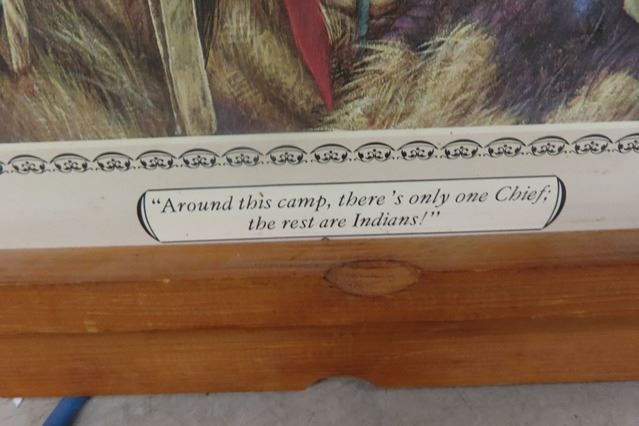 “Around this camp, there's only one Chief;
the rest are Indians!”